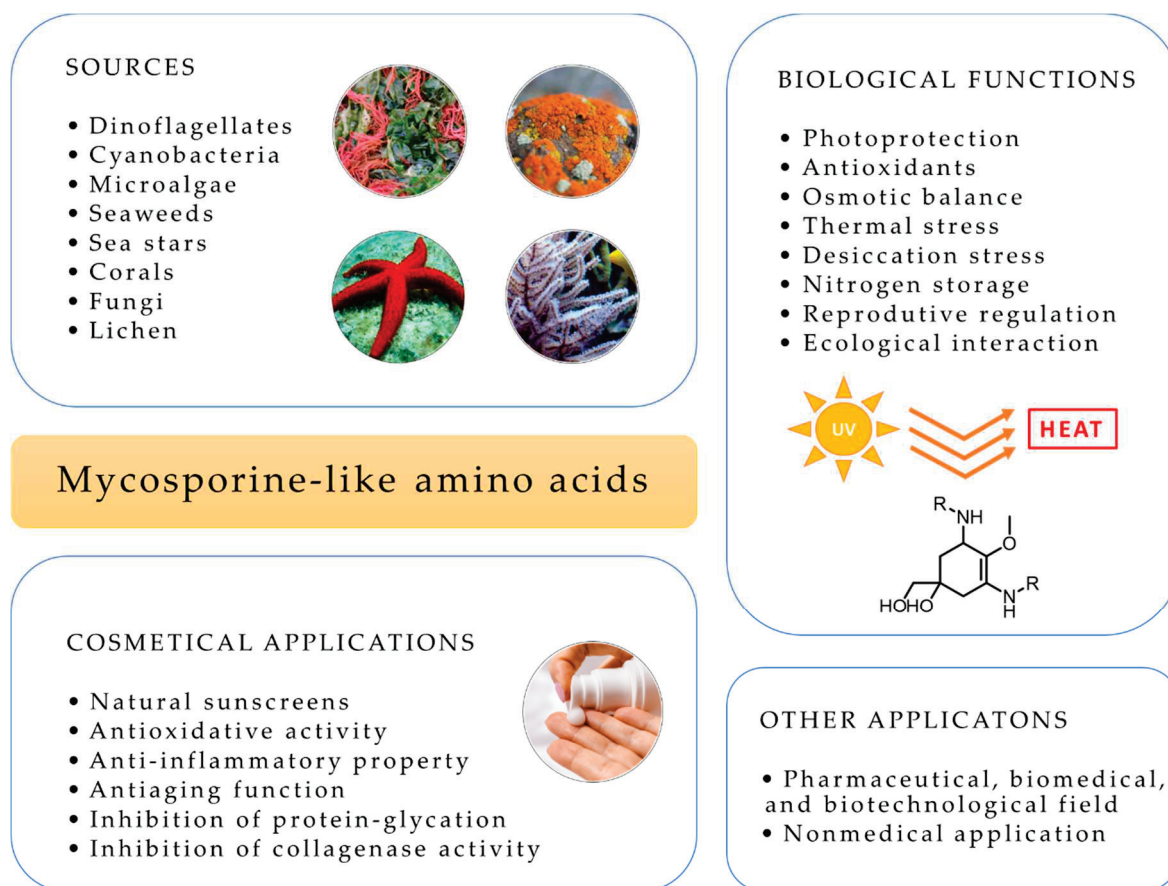 SOURCES
• Dinoflagellates
• Cyanobacteria
• Microalgae
• Seaweeds
• Sea stars
• Corals
• Fungi
• Lichen
Mycosporine-like amino acids
COSMETICAL APPLICATIONS
• Natural sunscreens
• Antioxidative activity
• Anti-inflammatory property
• Antiaging function
• Inhibition of protein-glycation
• Inhibition of collagenase activity
BIOLOGICAL FUNCTIONS
• Photoprotection
• Antioxidants
• Osmotic balance
• Thermal stress
• Desiccation stress
• Nitrogen storage
• Reprodutive regulation
• Ecological interaction
UV
HEAT
R
NH
O
HOHO
N
H
R
OTHER APPLICATONS
• Pharmaceutical, biomedical,
and biotechnological field
• Nonmedical application